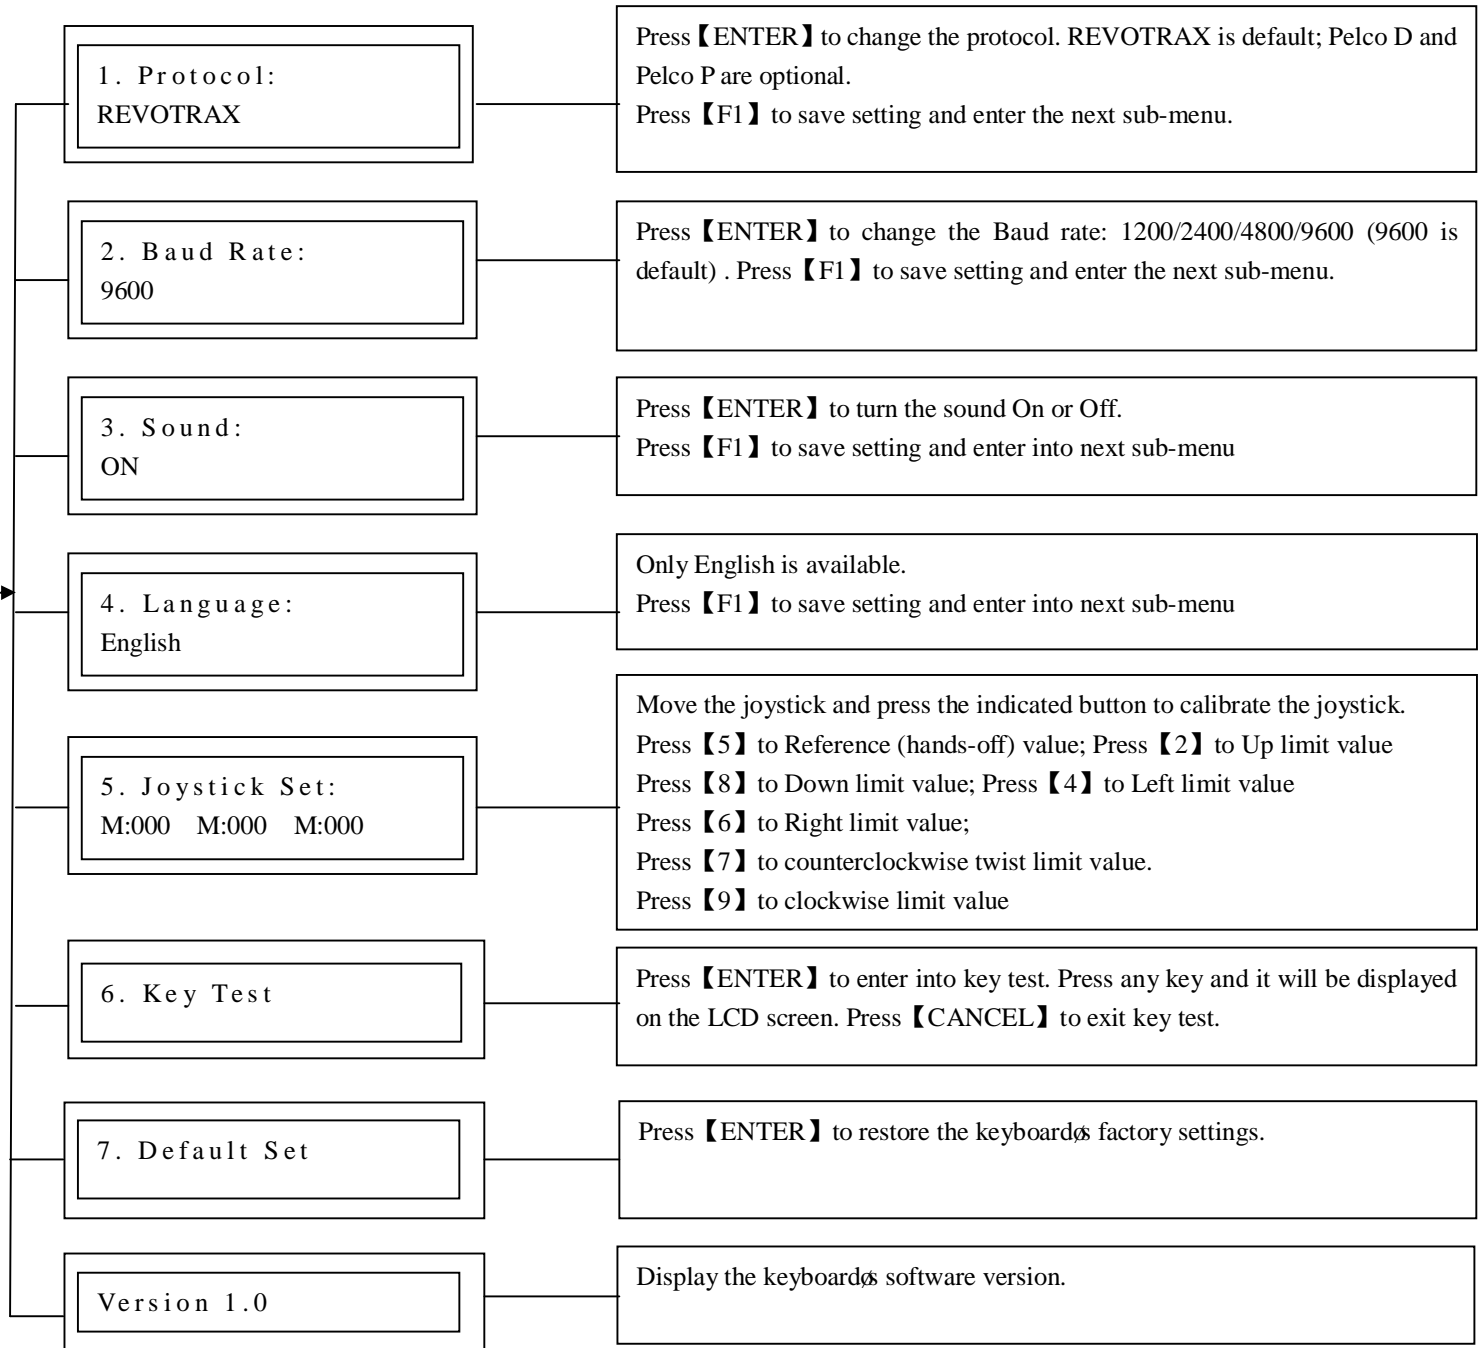 1. Protocol:
REVOTRAX
Press【ENTER】to change the protocol. REVOTRAX is default; Pelco D and
Pelco P are optional.
Press【F1】to save setting and enter the next sub-menu.
2. Baud Rate:
9600
Press【ENTER】to change the Baud rate: 1200/2400/4800/9600 (9600 is
default) . Press【F1】to save setting and enter the next sub-menu.
3. Sound:
ON
Press【ENTER】to turn the sound On or Off.
Press【F1】to save setting and enter into next sub-menu
4. Language:
English
Only English is available.
Press【F1】to save setting and enter into next sub-menu
5. Joystick Set:
M:000 M:000 M:000
Move the joystick and press the indicated button to calibrate the joystick.
Press【5】to Reference (hands-off) value; Press【2】to Up limit value
Press【8】to Down limit value; Press【4】to Left limit value
Press【6】to Right limit value;
Press【7】to counterclockwise twist limit value.
Press【9】to clockwise limit value
6. Key Test
Press【ENTER】to enter into key test. Press any key and it will be displayed
on the LCD screen. Press【CANCEL】to exit key test.
7. Default Set
Press【ENTER】to restore the keyboardøs factory settings.
Version 1.0
Display the keyboardøs software version.